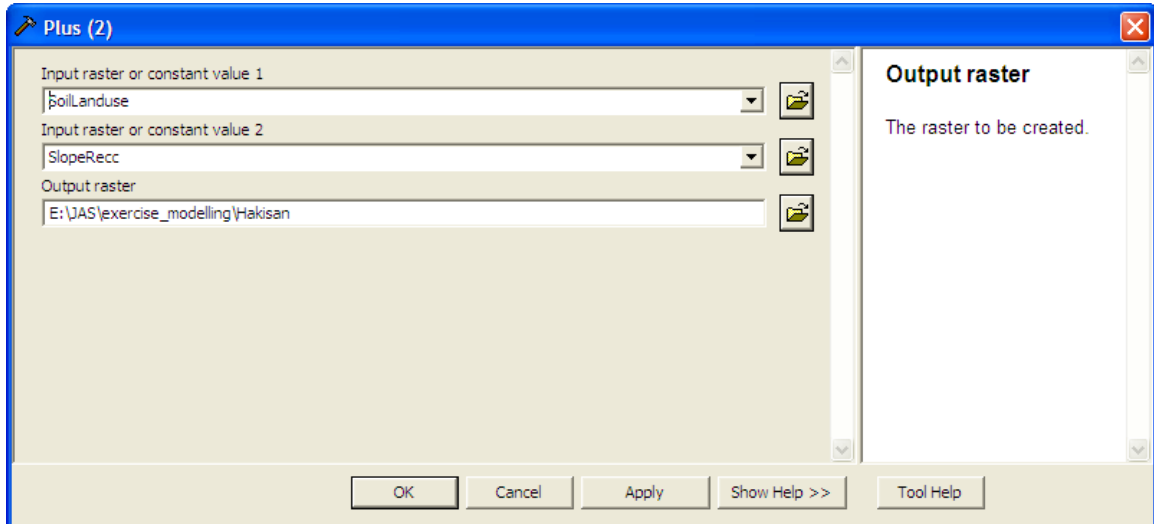 Plus (2)
Input raster or constant value 1
SoilLanduse
Input raster or constant value 2
SlopeRecc
Output raster
E:\JAS\exercise_modelling\Hakisan
Output raster
The raster to be created.
OK
Cancel
Apply
Show Help >>
Tool Help